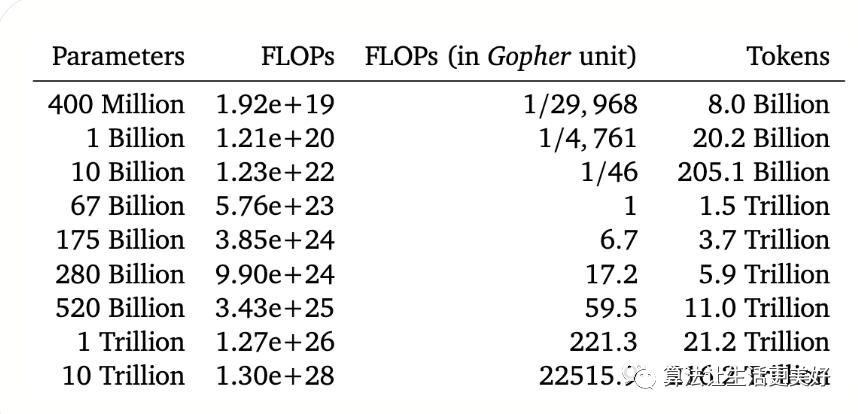 Parameters FLOPs FLOPs (in Gopher unit) Tokens
400 Million 1.92e+19 1/29,968 8.0 Billion
1 Billion 1.21e+20 1/4,761 20.2 Billion
10 Billion 1.23e+22 1/46 205.1 Billion
67 Billion 5.76e+23 1 1.5 Trillion
175 Billion 3.85e+24 6.7 3.7 Trillion
280 Billion 9.90e+24 17.2 5.9 Trillion
520 Billion 3.43e+25 59.5 11.0 Trillion
1 Trillion 1.27e+26 221.3 21.2 Trillion
10 Trillion 1.30e+28 Trillion
算法让生活更美好